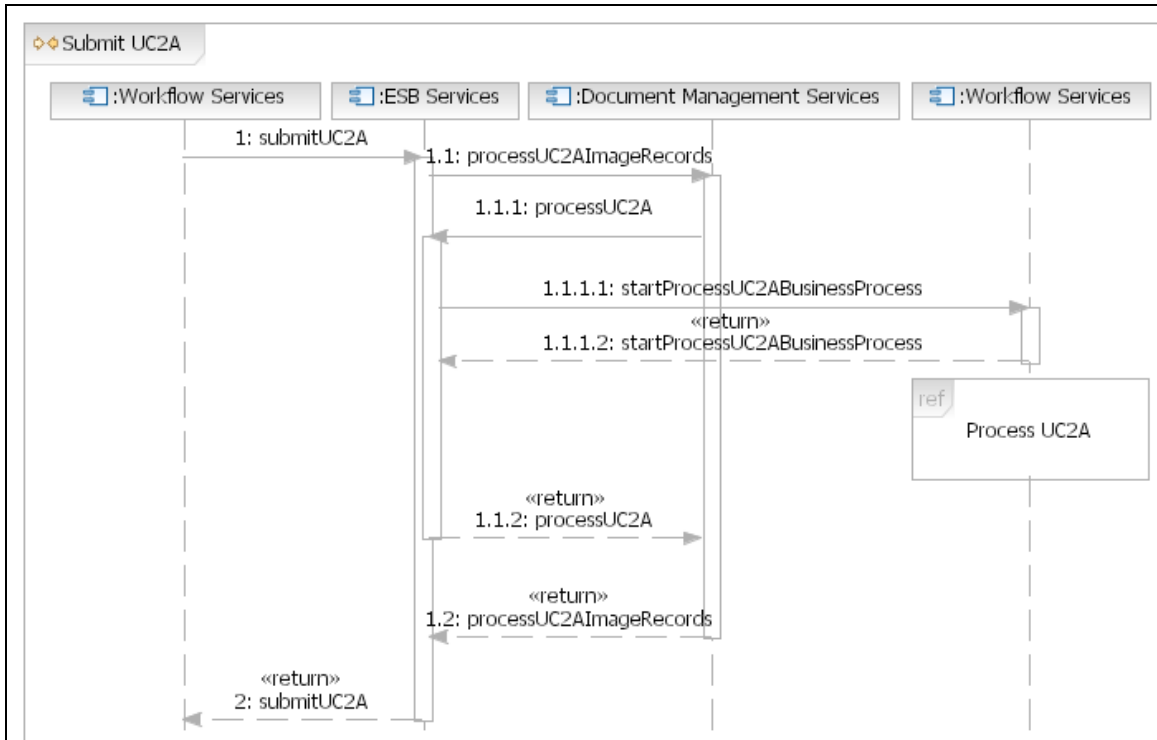 Submit UC2A
:Workflow Services
:ESB Services
:Document Management Services
:Workflow Services
1: submitUC2A
1.1: processUC2AImageRecords
1.1.1: processUC2A
1.1.1.1: startProcessUC2ABusinessProcess
«return»
1.1.1.2: startProcessUC2ABusinessProcess
ref
Process UC2A
«return»
1.1.2: processUC2A
«return»
1.2: processUC2AImageRecords
«return»
2: submitUC2A